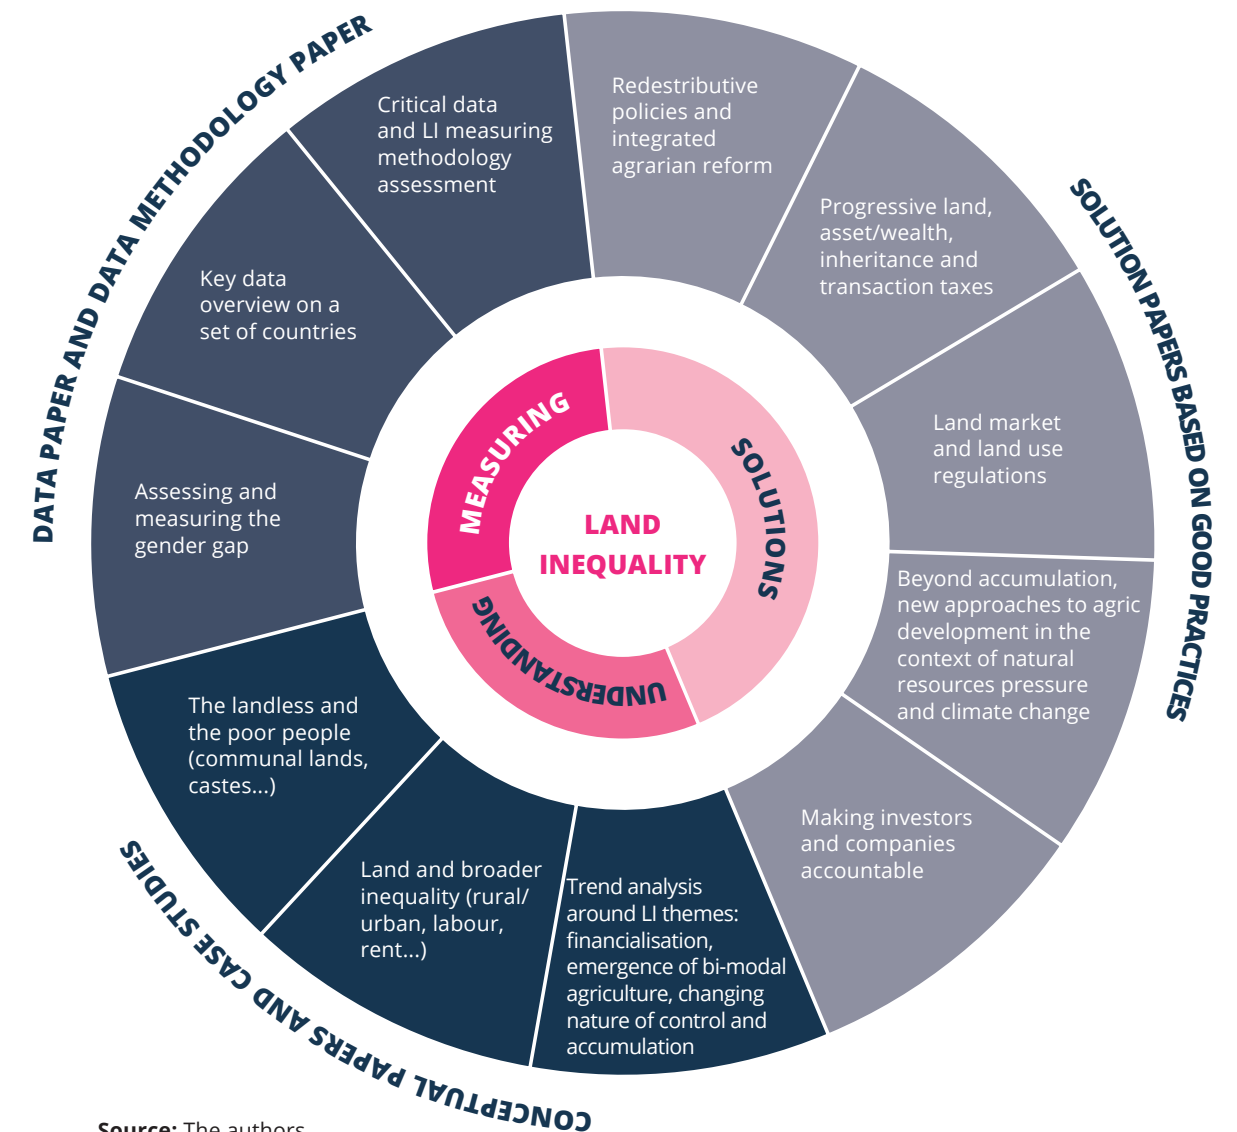 DATA PAPER AND DATA METHODOLOGY PAPER
Critical data
and LI measuring
methodology
assessment
Key data
overview on a
set of countries
Assessing and
measuring the
gender gap
Redestributive
policies and
integrated
agrarian reform
Progressive land,
asset/wealth,
inheritance and
transaction taxes
Land market
and land use
regulations
Beyond accumulation,
new approaches to agric
development in the
context of natural
resources pressure
and climate change
Making investors
and companies
accountable
SOLUTION PAPERS BASED ON GOOD PRACTICES
MEASURING
SOLUTIONS
UNDERSTANDING
LAND
INEQUALITY
The landless and
the poor people
(communal lands,
castes...)
Land and broader
inequality (rural/
urban, labour,
rent...)
Trend analysis
around LI themes:
financialisation,
emergence of bi-modal
agriculture, changing
nature of control and
accumulation
CONCEPTUAL PAPERS AND CASE STUDIES
Source: The authors